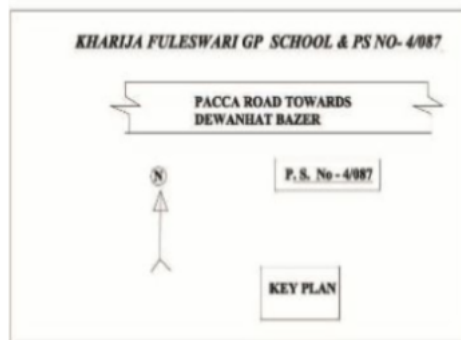 KHARIJA FULESWARI GP SCHOOL & PS NO- 4/087
PACCA ROAD TOWARDS
DEWANHAT BAZER
N
P. S. No - 4/087
KEY PLAN